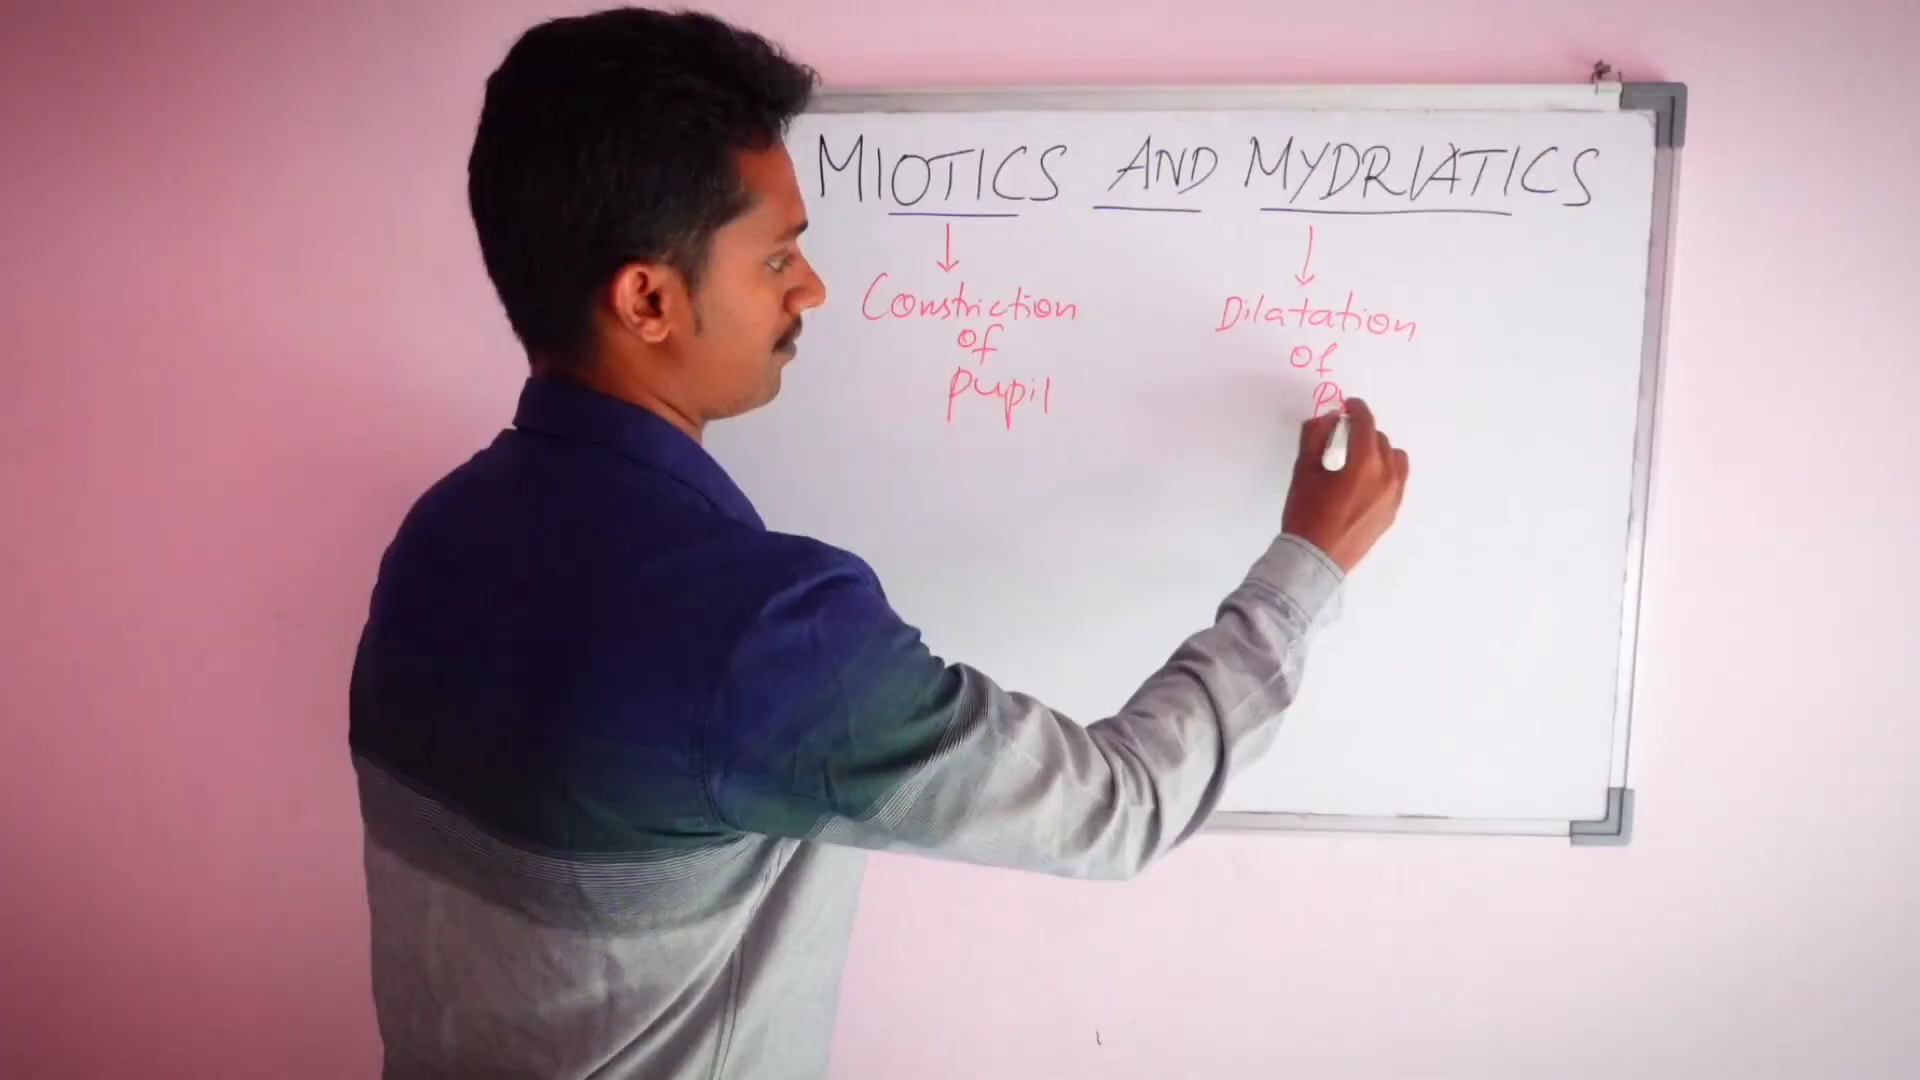 MIOTICS AND MYDRIATICS
Constriction
of
pupil
Dilatation
of